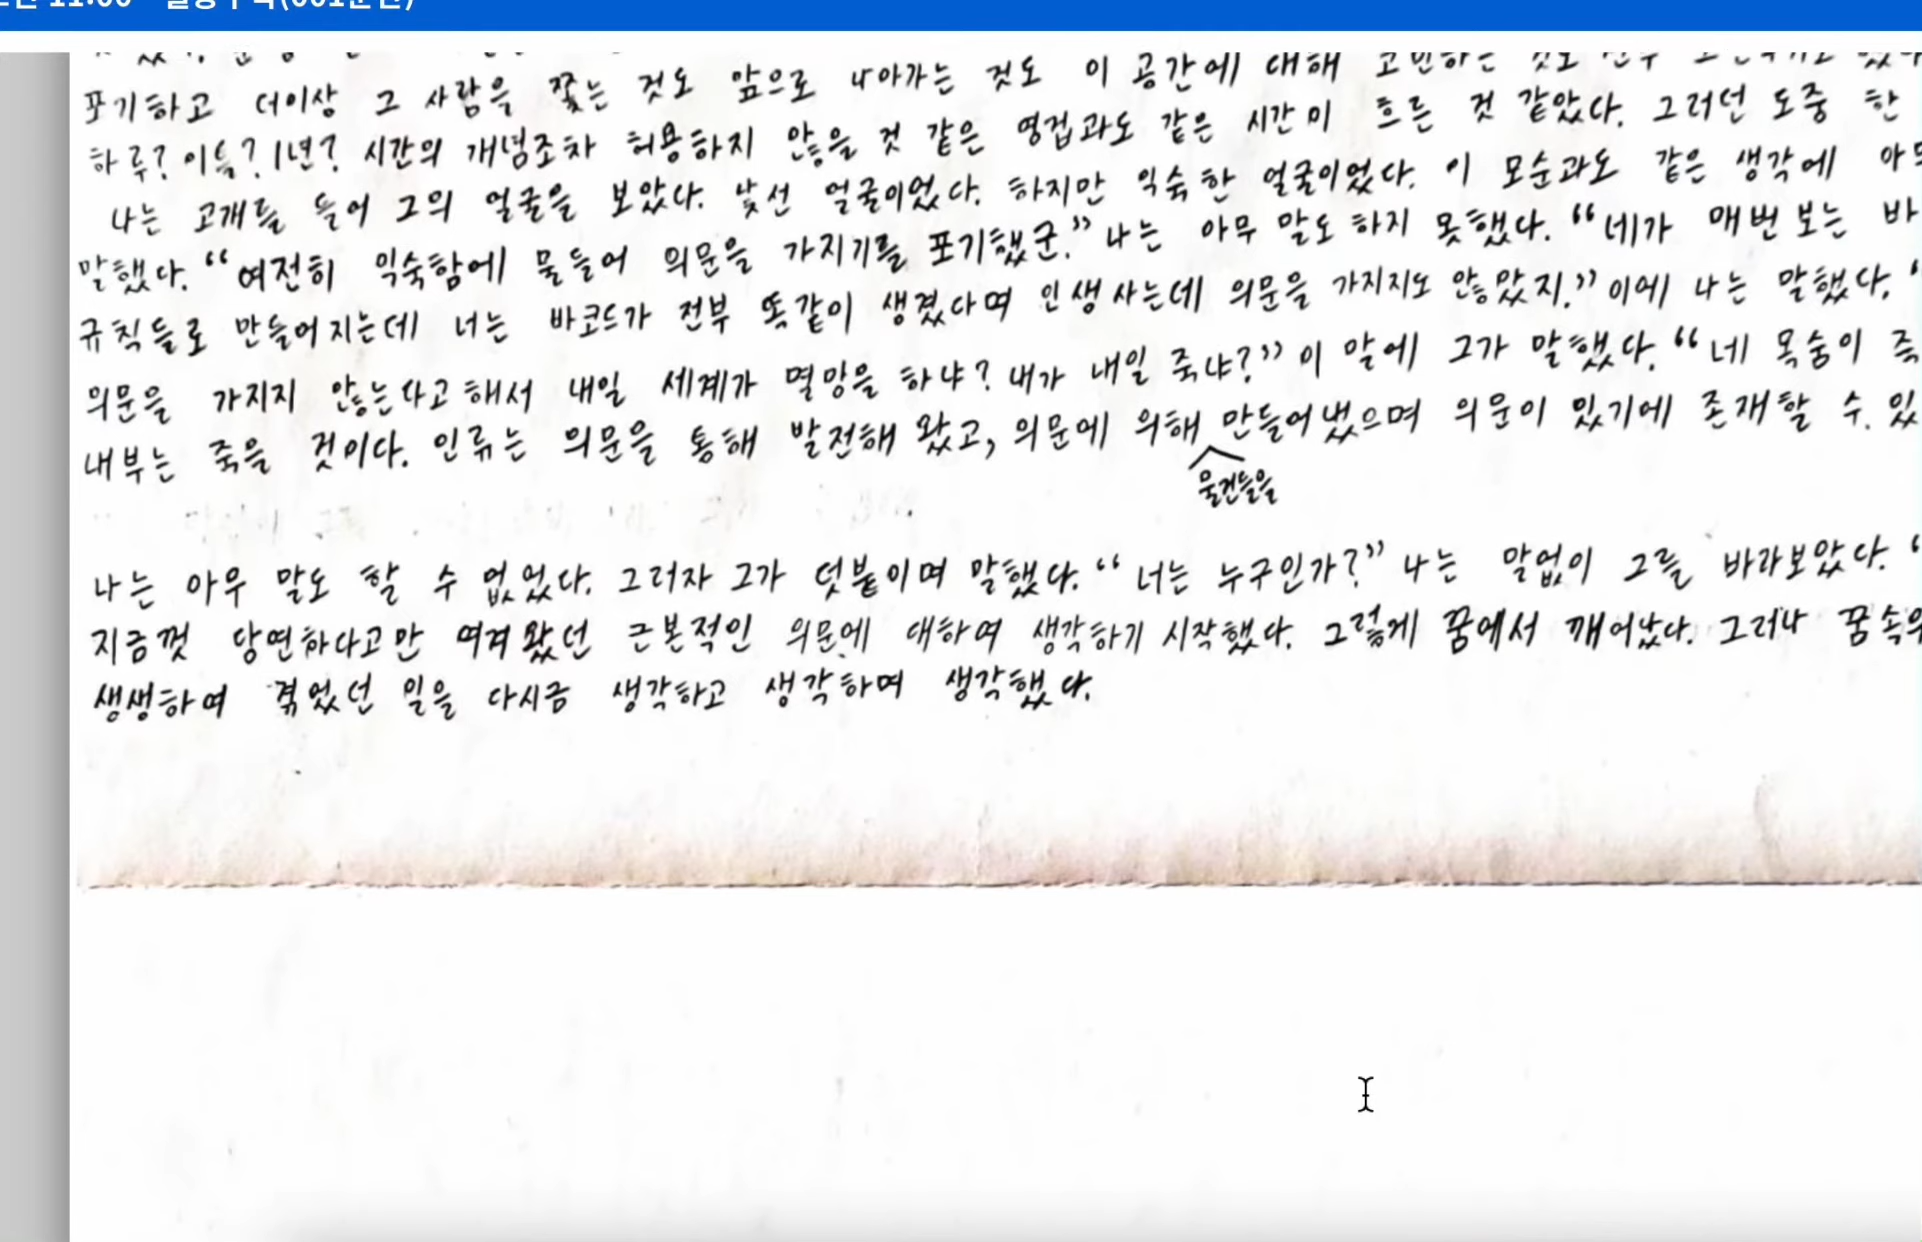 11:00
포기하고 더이상 그 사람을 쫓는 것도 앞으로 나아가는 것도 이 공간에 대해 고민하는 것도 전부
하루? 이틀? 1년? 시간의 개념조차 허용하지 않을 것 같은 영겁과도 같은 시간이 흐른 것 같았다. 그러던 도중 한
나는 고개를 들어 그의 얼굴을 보았다. 낯선 얼굴이었다. 하지만 익숙한 얼굴이었다. 이 모순과도 같은 생각에
말했다. “여전히 익숙함에 물들어 의문을 가지기를 포기했군.” 나는 아무 말도 하지 못했다. “네가 매번 보는 바
규칙들로 만들어지는데 너는 바코드가 전부 똑같이 생겼다며 인생사는데 의문을 가지지도 않았지.” 이에 나는 말했다. “
의문을 가지지 않는다고 해서 내일 세계가 멸망을 하냐? 내가 내일 죽냐?” 이 말에 그가 말했다. “네 목숨이 즉
내부는 죽을 것이다. 인류는 의문을 통해 발전해 왔고, 의문에 의해 만들어냈으며 의문이 있기에 존재할 수 있
물건들을
나는 아무 말도 할 수 없었다. 그러자 그가 덧붙이며 말했다. “너는 누구인가?” 나는 말없이 그를 바라보았다. “
지금껏 당연하다고만 여겨왔던 근본적인 의문에 대하여 생각하기 시작했다. 그렇게 꿈에서 깨어났다. 그러나 꿈속의
생생하여 겪었던 일을 다시금 생각하고 생각하며 생각했다.